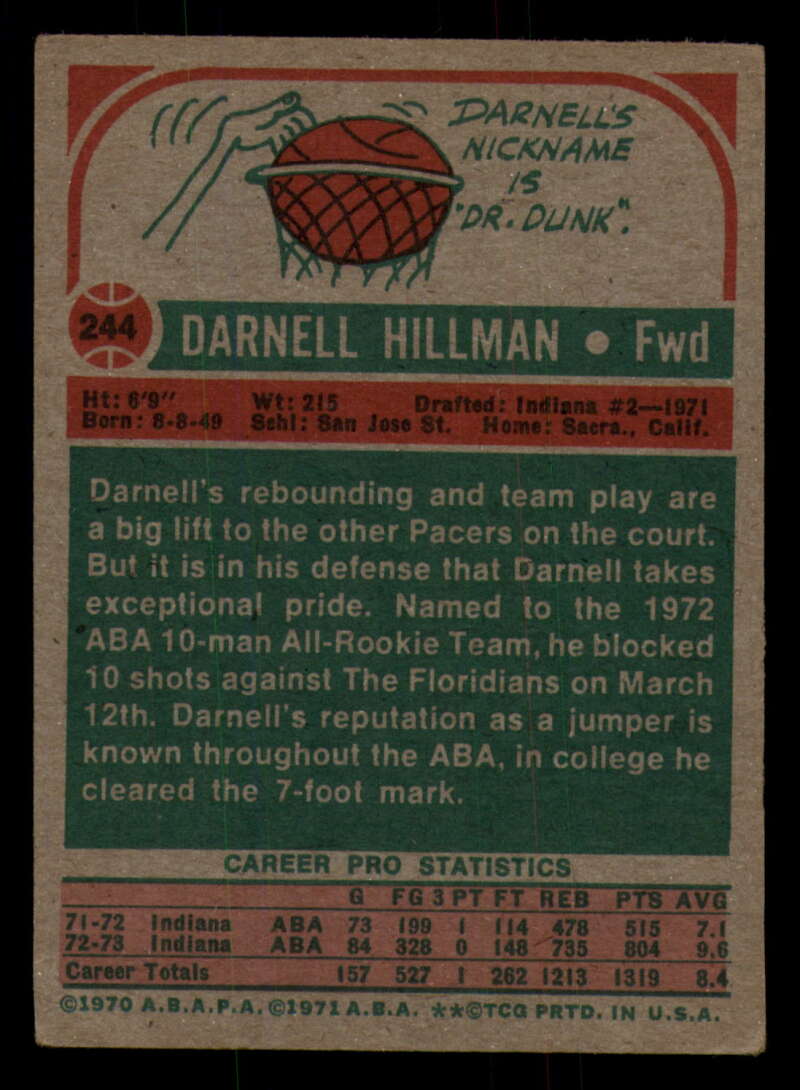 DARNELL'S
NICKNAME
IS
"DR. DUNK".
244 DARNELL HILLMAN • Fwd
Ht: 6'9" Wt: 215 Drafted: Indiana #2—1971
Born: 8-8-49 Schl: San Jose St. Home: Sacra., Calif.
Darnell's rebounding and team play are
a big lift to the other Pacers on the court.
But it is in his defense that Darnell takes
exceptional pride. Named to the 1972
ABA 10-man All-Rookie Team, he blocked
10 shots against The Floridians on March
12th. Darnell's reputation as a jumper is
known throughout the ABA, in college he
cleared the 7-foot mark.
CAREER PRO STATISTICS
G FG 3 PT FT REB PTS AVG
71-72 Indiana ABA 73 199 1 114 478 515 7.1
72-73 Indiana ABA 84 328 0 148 735 804 9.6
Career Totals 157 527 1 262 1213 1319 8.4
©1970 A.B.A.P.A. ©1971 A.B.A. **©TCG PRTD. IN U.S.A.